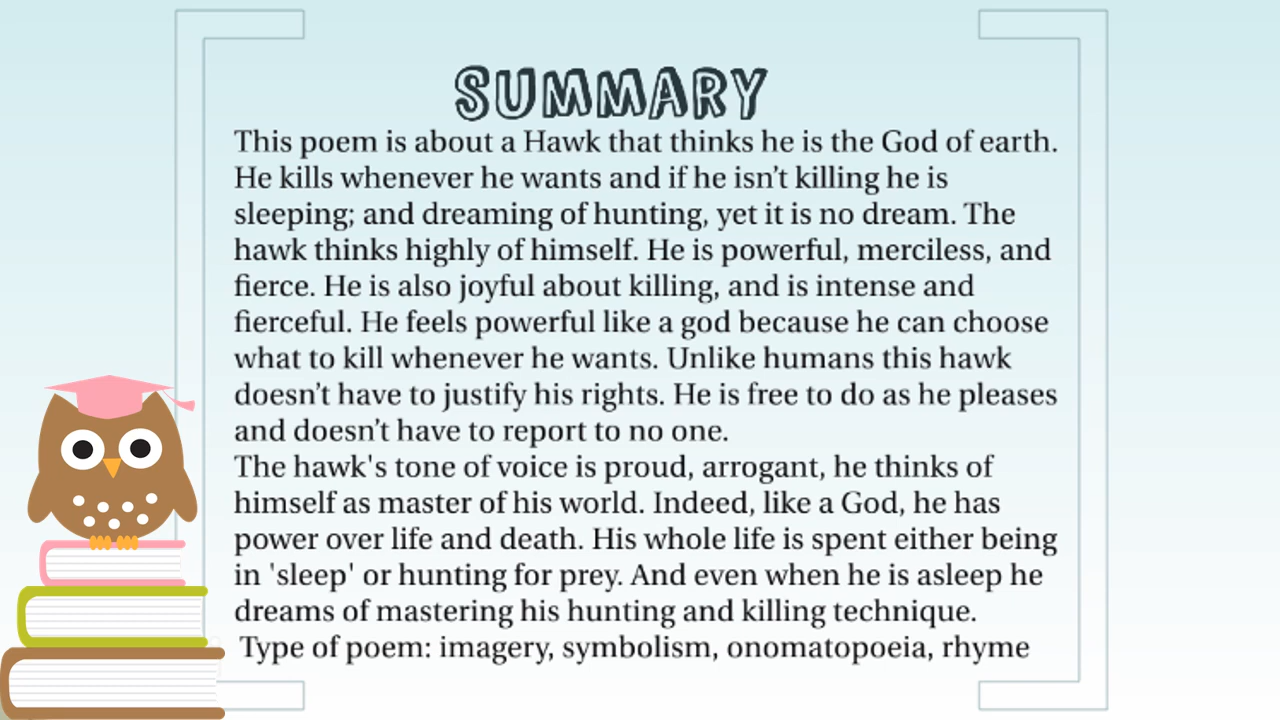 SUMMARY
This poem is about a Hawk that thinks he is the God of earth.
He kills whenever he wants and if he isn’t killing he is
sleeping; and dreaming of hunting, yet it is no dream. The
hawk thinks highly of himself. He is powerful, merciless, and
fierce. He is also joyful about killing, and is intense and
fierceful. He feels powerful like a god because he can choose
what to kill whenever he wants. Unlike humans this hawk
doesn’t have to justify his rights. He is free to do as he pleases
and doesn’t have to report to no one.
The hawk's tone of voice is proud, arrogant, he thinks of
himself as master of his world. Indeed, like a God, he has
power over life and death. His whole life is spent either being
in 'sleep' or hunting for prey. And even when he is asleep he
dreams of mastering his hunting and killing technique.
Type of poem: imagery, symbolism, onomatopoeia, rhyme